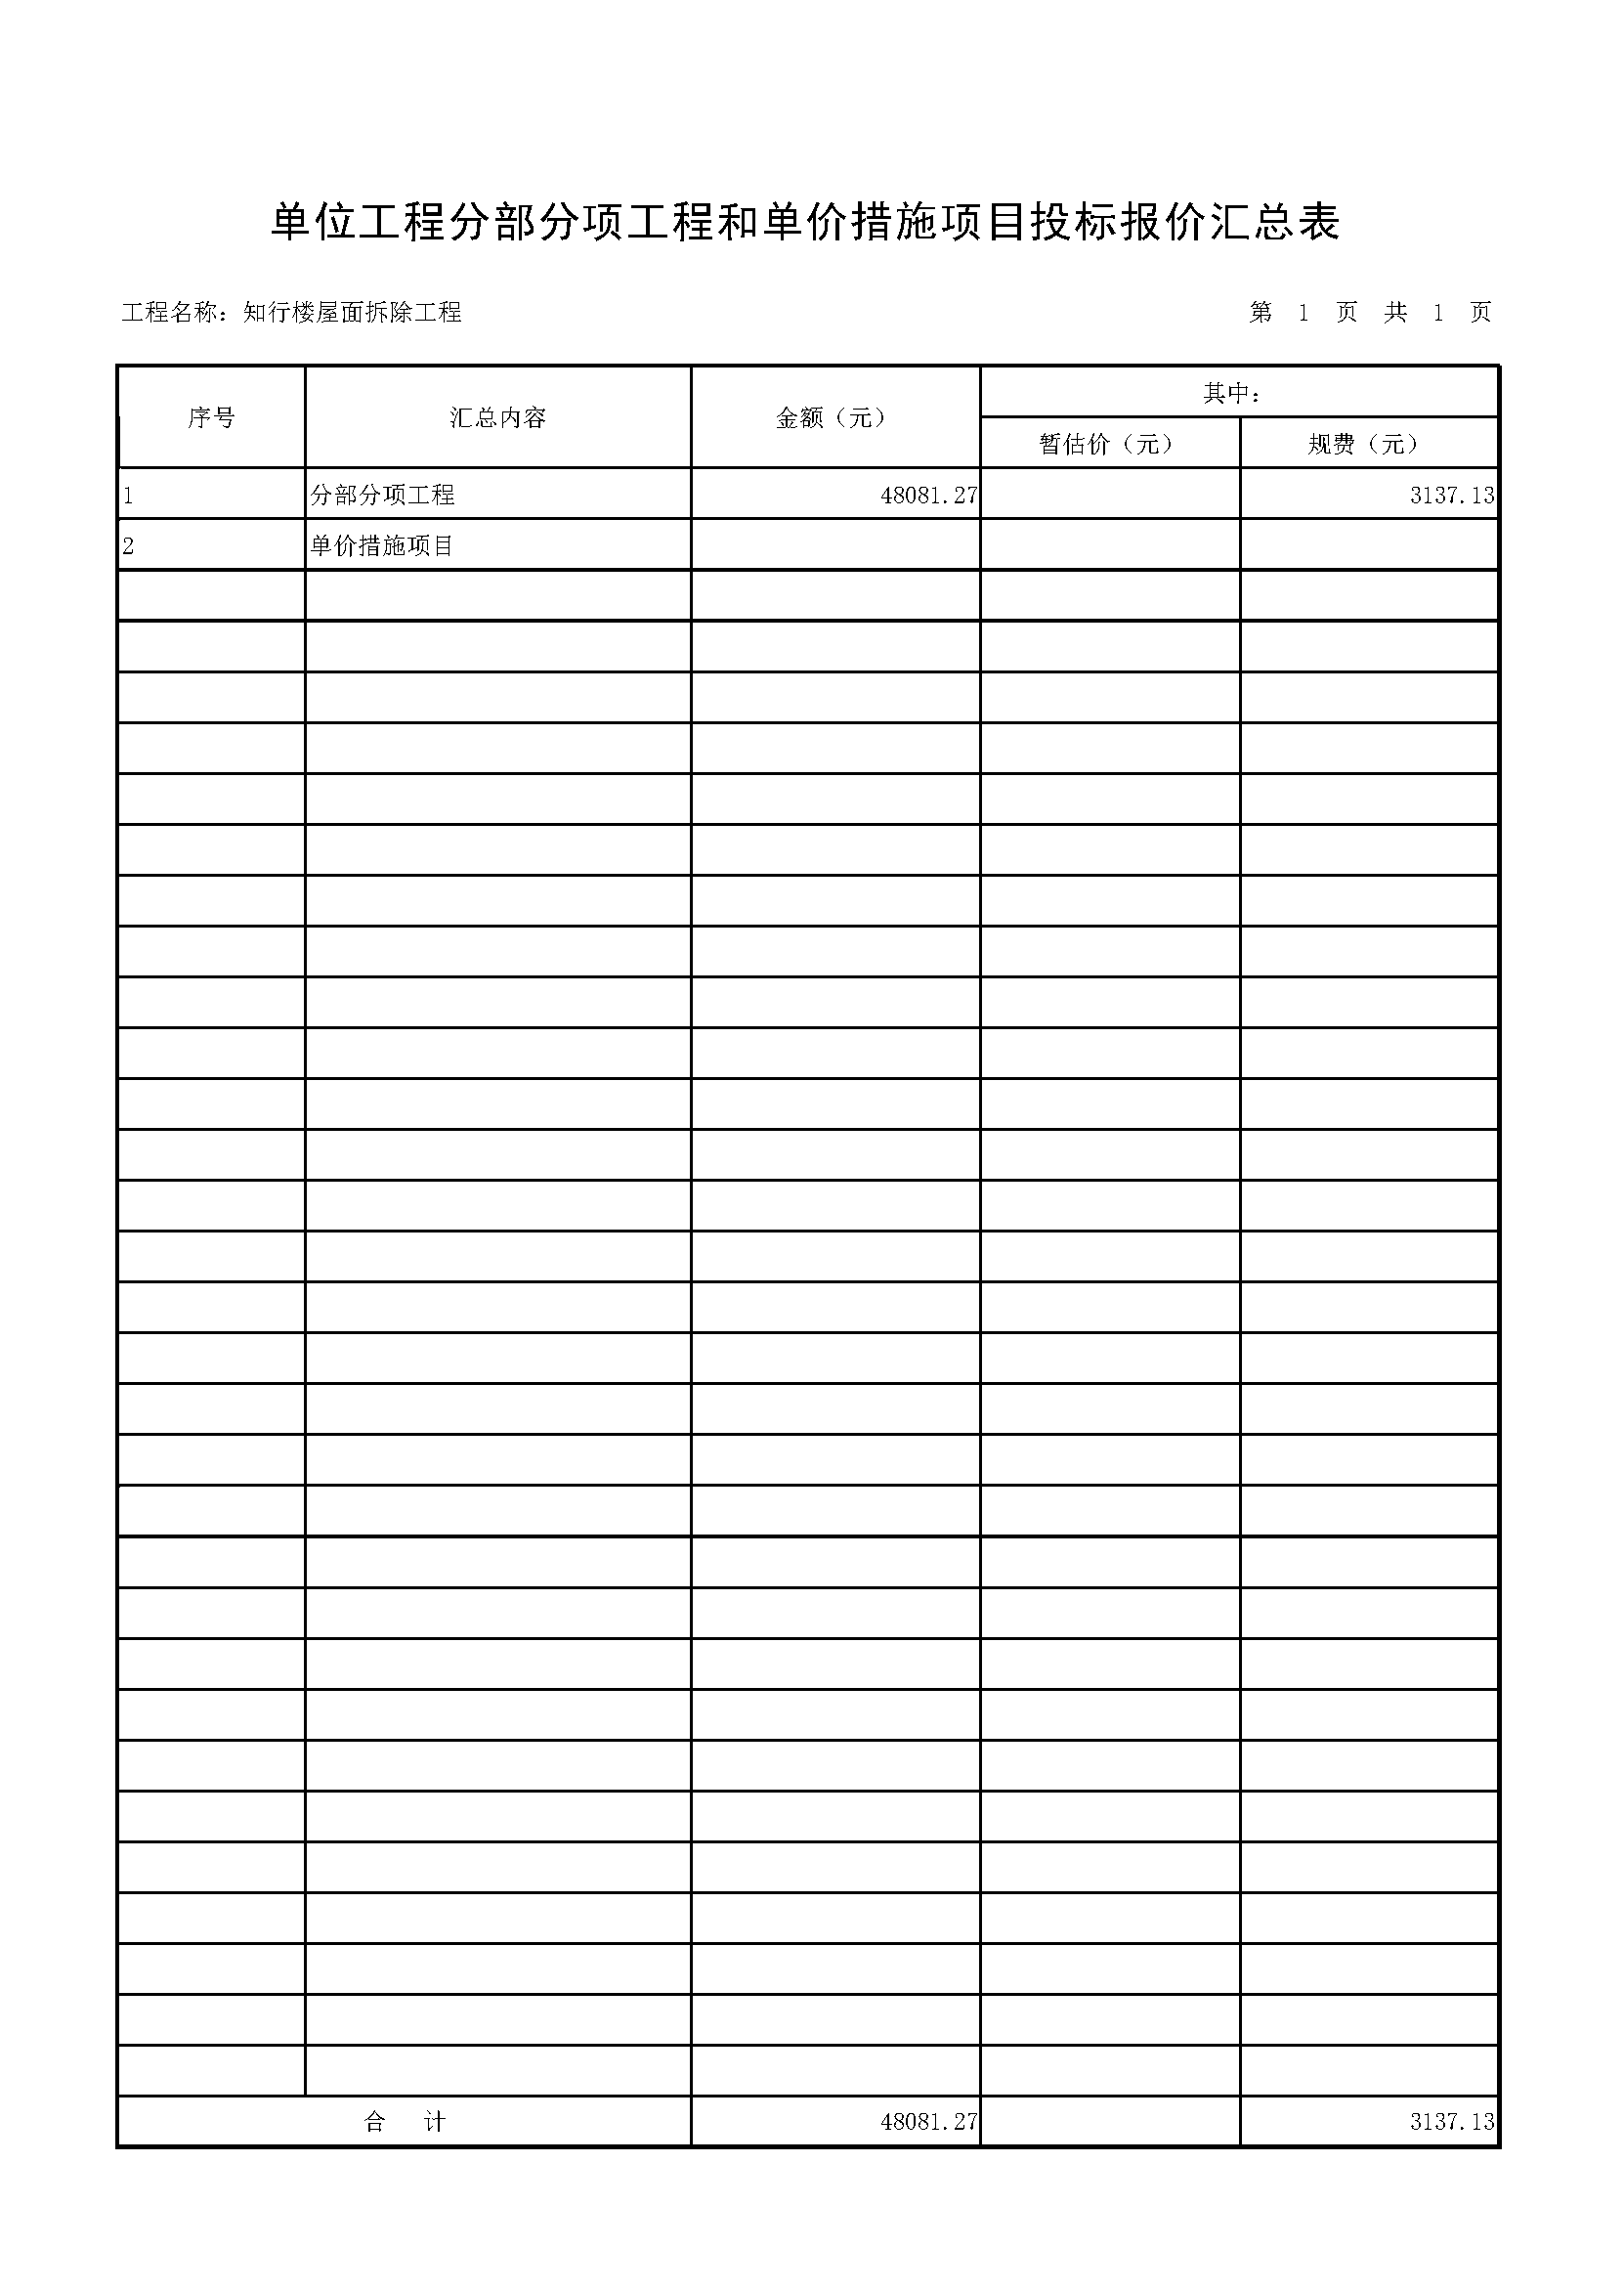 单位工程分部分项工程和单价措施项目投标报价汇总表
工程名称：知行楼屋面拆除工程 第 1 页 共 1 页
序号 汇总内容 金额（元） 其中：
暂估价（元） 规费（元）
1 分部分项工程 48081.27 3137.13
2 单价措施项目
合 计 48081.27 3137.13